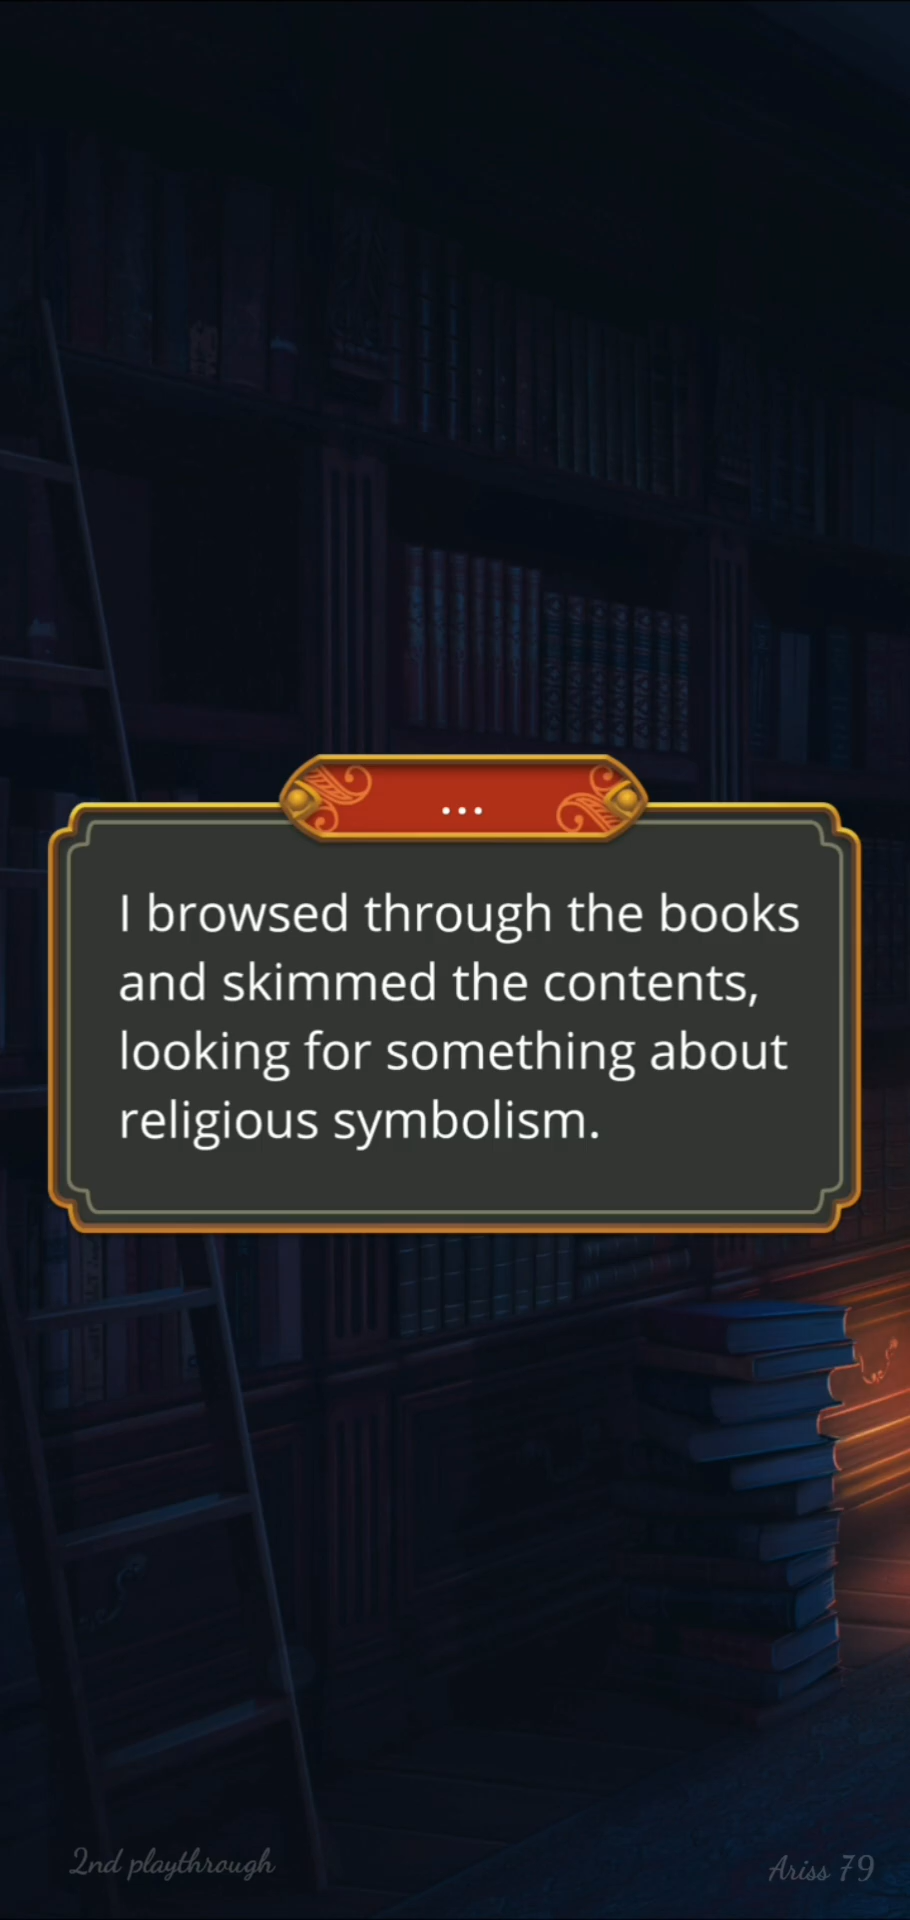 ...
I browsed through the books
and skimmed the contents,
looking for something about
religious symbolism.
2nd playthrough
Ariss 79